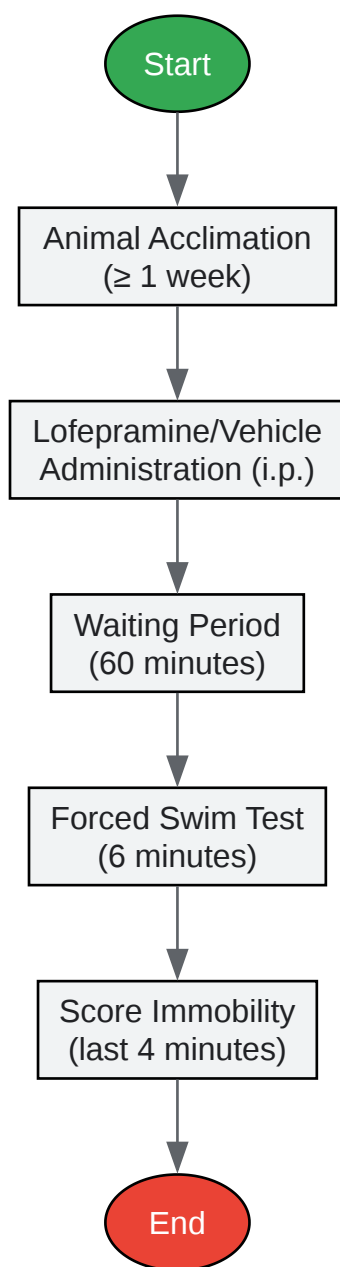 Start
Animal Acclimation
(≥ 1 week)
Lofepramine/Vehicle
Administration (i.p.)
Waiting Period
(60 minutes)
Forced Swim Test
(6 minutes)
Score Immobility
(last 4 minutes)
End